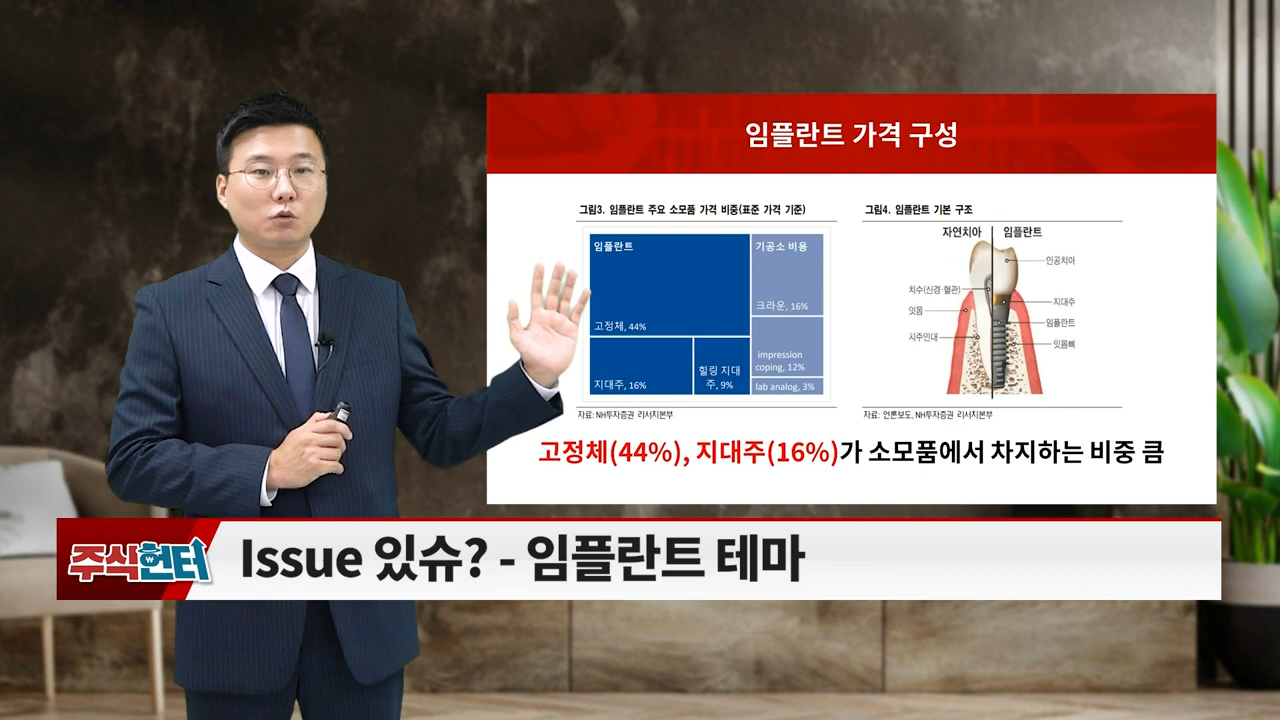 임플란트 가격 구성
그림3. 임플란트 주요 소모품 가격 비중(표준 가격 기준)
임플란트
고정체, 44%
지대주, 16%
힐링 지대
주, 9%
기공소 비용
크라운, 16%
impression
coping, 12%
lab analog, 3%
자료: NH투자증권 리서치본부
그림4. 임플란트 기본 구조
자연치아
임플란트
치수(신경·혈관)
잇몸
치주인대
인공치아
지대주
임플란트
잇몸뼈
자료: 언론보도, NH투자증권 리서치본부
고정체(44%), 지대주(16%)가 소모품에서 차지하는 비중 큼
주식헌터
Issue 있슈? - 임플란트 테마